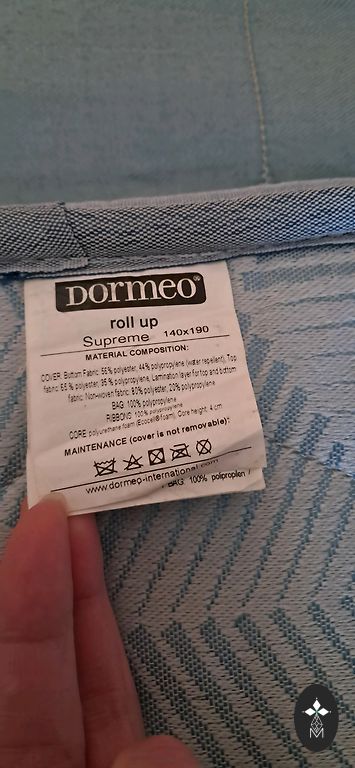 DORMEO®
roll up
Supreme 140x190
MATERIAL COMPOSITION:
COVER: Bottom Fabric: 56% polyester, 44% polypropylene (water repellent), Top
fabric: 65 % polyester, 35 % polypropylene, Lamination layer for top and bottom
fabric: Non-woven fabric: 80% polyester, 20% polypropylene
BAG: 100% polypropylene
RIBBONS: 100% polypropylene
CORE: polyurethane foam (Ecocell®foam), Core height: 4 cm
MAINTENANCE (cover is not removable):
www.dormeo-international.com
BAG: 100% polipropilen /
M